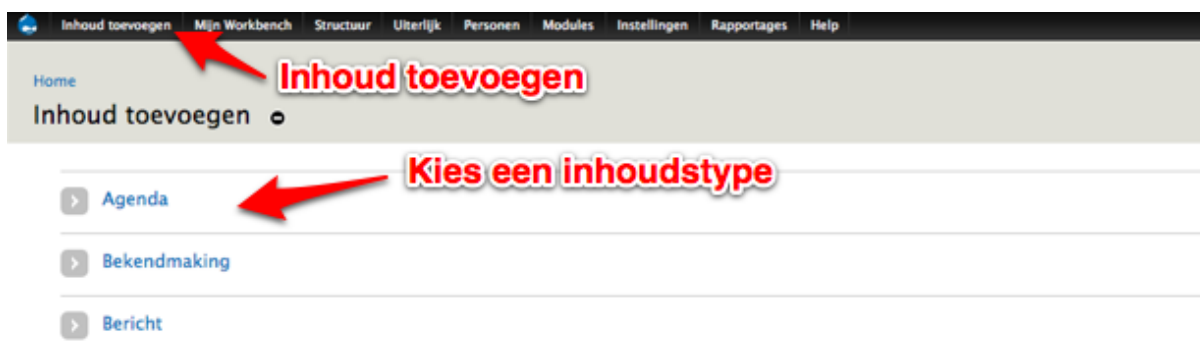 Inhoud toevoegen Mijn Workbench Structuur Uiterlijk Personen Modules Instellingen Rapportages Help
Inhoud toevoegen
Home
Inhoud toevoegen
Kies een inhoudstype
Agenda
Bekendmaking
Bericht